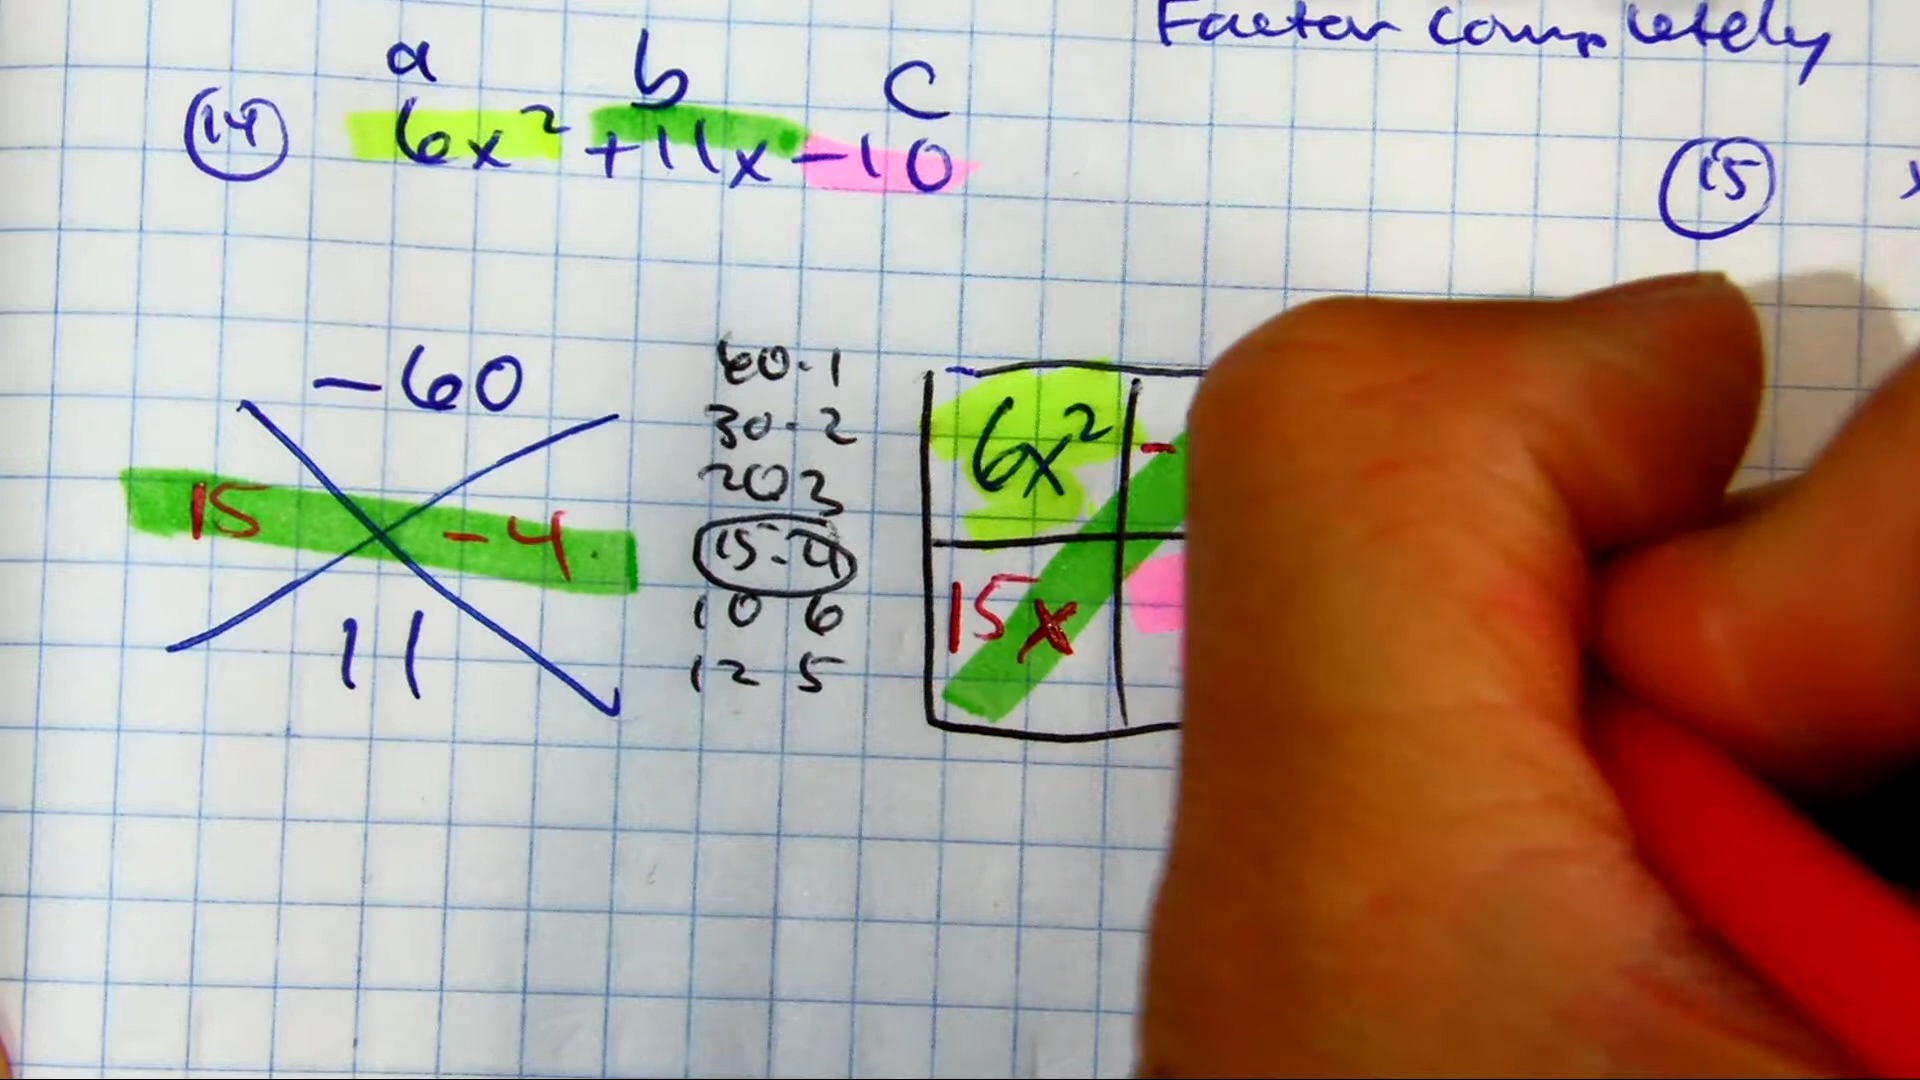 Factor completely
a b c
(14) 6x² +11x -10
(15)
-60
15 -4
11
60·1
30·2
20 3
15·4
10 6
12 5
6x² -
15x